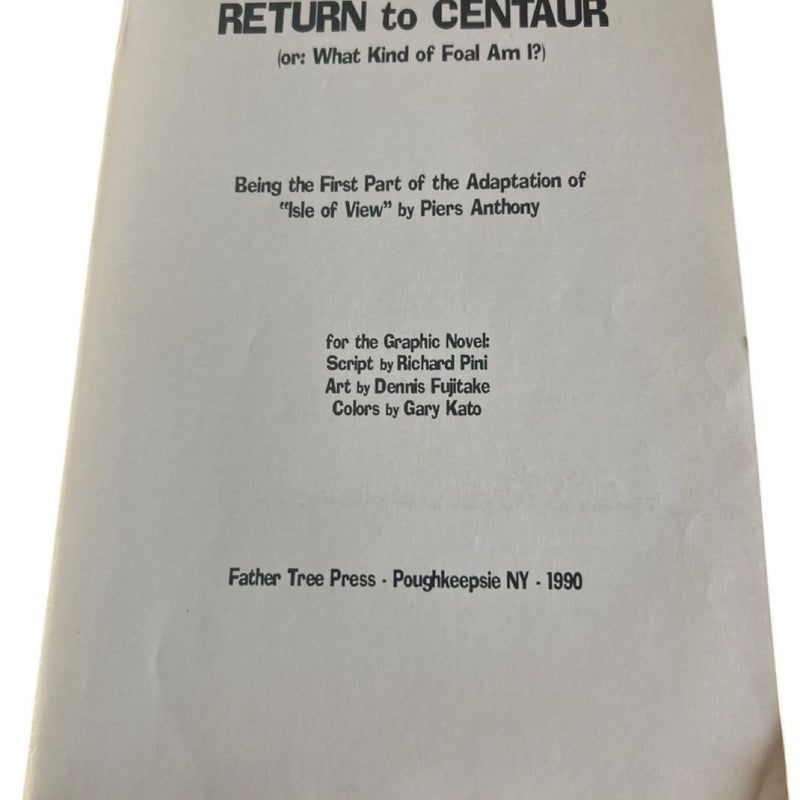 RETURN to CENTAUR
(or: What Kind of Foal Am I?)
Being the First Part of the Adaptation of
"Isle of View" by Piers Anthony
for the Graphic Novel:
Script by Richard Pini
Art by Dennis Fujitake
Colors by Gary Kato
Father Tree Press · Poughkeepsie NY · 1990